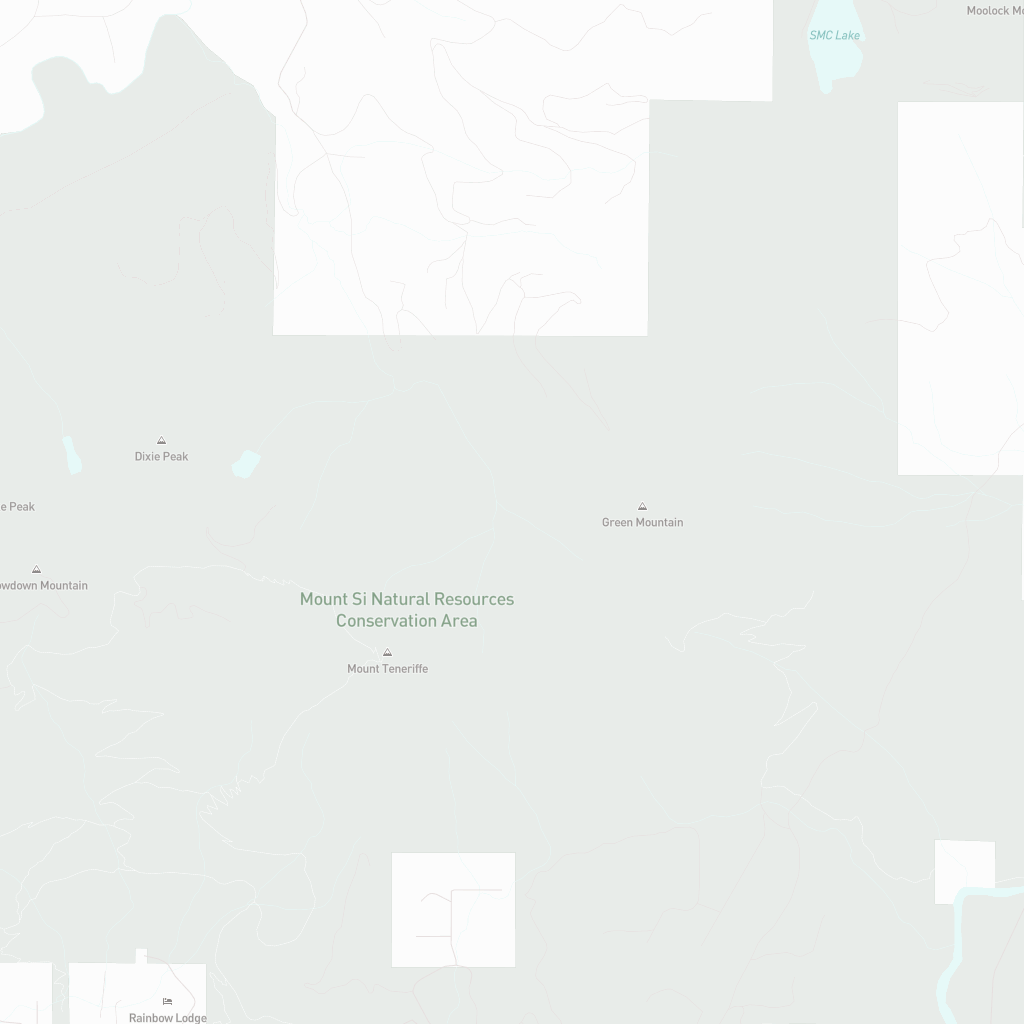 Moolock Mo
SMC Lake
Dixie Peak
e Peak
Green Mountain
owdown Mountain
Mount Si Natural Resources
Conservation Area
Mount Teneriffe
Rainbow Lodge